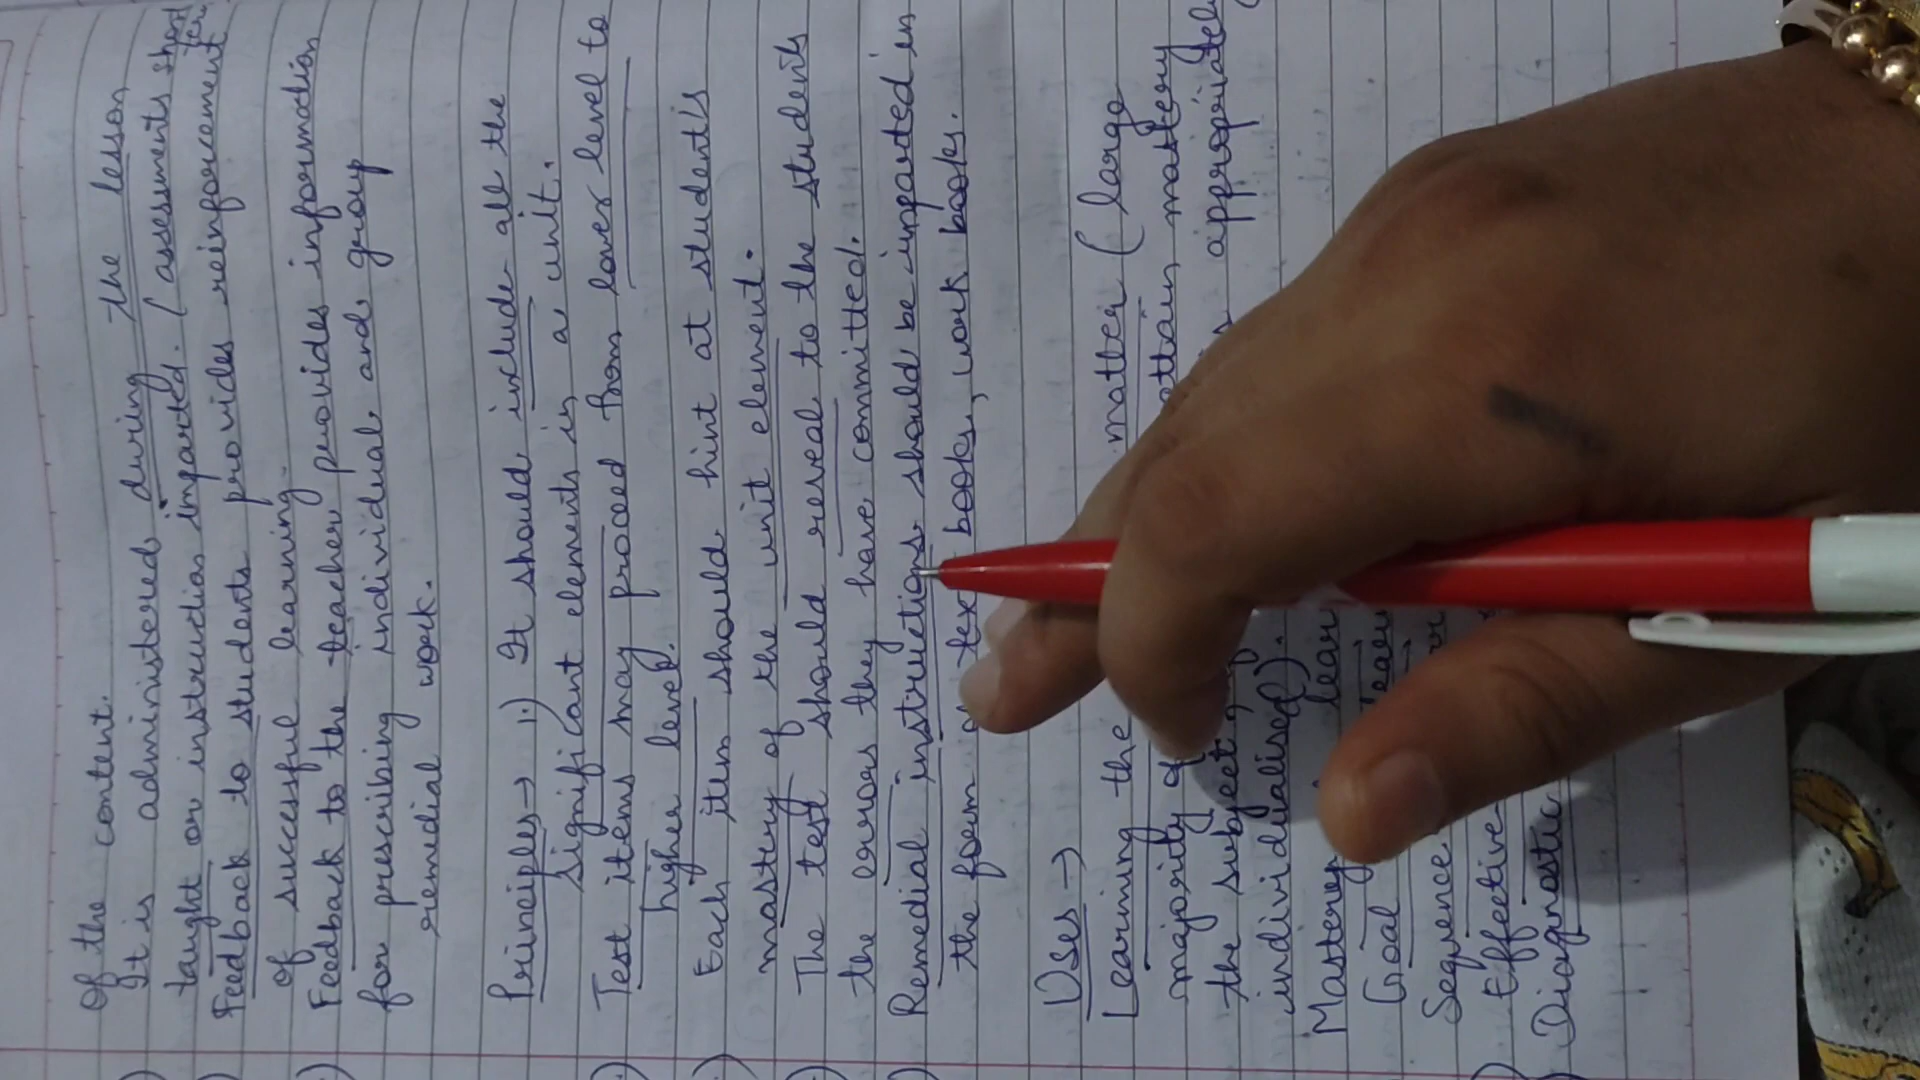 of the content.
) It is administered during the lesson
taught or instruction imparted. (assessments short
) Feedback to students provides reinforcement
of successful learning.
) Feedback to the teacher provides information
for prescribing individual and group
remedial work.
Principles → 1.) It should include all the
significant elements in a unit.
.) Test items may proceed from lower level to
higher level.
.) Each item should hint at student's
mastery of the unit element.
.) The test should reveal to the students
the errors they have committed.
) Remedial instructions should be imparted in
the form of text books, work books.
Uses →
Learning the matter (large
majority of attain mastery
the subject appropriately
individualised).
Mastery lear
Goal
Sequence
) Effective
) Diagnostic